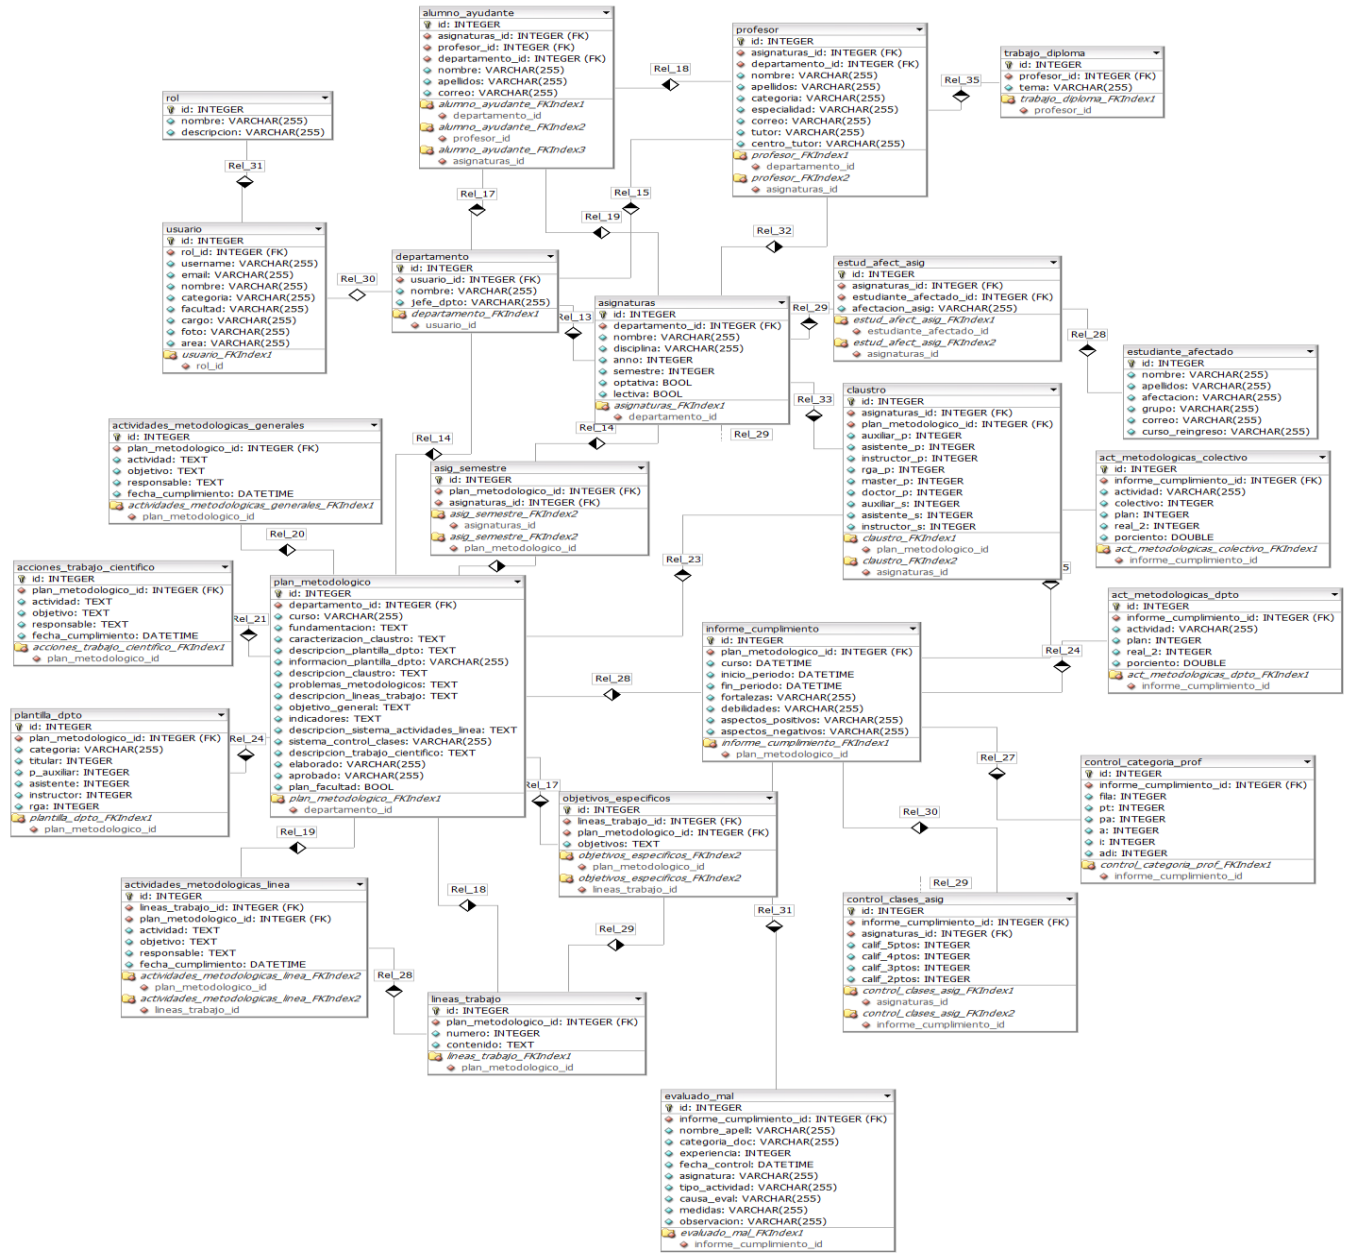 alumno_ayudante
id: INTEGER
asignaturas_id: INTEGER (FK)
profesor_id: INTEGER (FK)
departamento_id: INTEGER (FK)
nombre: VARCHAR(255)
apellidos: VARCHAR(255)
correo: VARCHAR(255)
alumno_ayudante_FKIndex1
departamento_id
alumno_ayudante_FKIndex2
profesor_id
alumno_ayudante_FKIndex3
asignaturas_id
profesor
id: INTEGER
asignaturas_id: INTEGER (FK)
departamento_id: INTEGER (FK)
nombre: VARCHAR(255)
apellidos: VARCHAR(255)
categoria: VARCHAR(255)
especialidad: VARCHAR(255)
correo: VARCHAR(255)
tutor: VARCHAR(255)
centro_tutor: VARCHAR(255)
profesor_FKIndex1
departamento_id
profesor_FKIndex2
asignaturas_id
trabajo_diploma
id: INTEGER
profesor_id: INTEGER (FK)
tema: VARCHAR(255)
trabajo_diploma_FKIndex1
profesor_id
Rel_18
Rel_35
rol
id: INTEGER
nombre: VARCHAR(255)
descripcion: VARCHAR(255)
Rel_31
Rel_17
Rel_15
Rel_19
Rel_32
usuario
id: INTEGER
rol_id: INTEGER (FK)
username: VARCHAR(255)
email: VARCHAR(255)
nombre: VARCHAR(255)
categoria: VARCHAR(255)
facultad: VARCHAR(255)
cargo: VARCHAR(255)
foto: VARCHAR(255)
area: VARCHAR(255)
usuario_FKIndex1
rol_id
Rel_30
departamento
id: INTEGER
usuario_id: INTEGER (FK)
nombre: VARCHAR(255)
jefe_dpto: VARCHAR(255)
departamento_FKIndex1
usuario_id
Rel_13
asignaturas
id: INTEGER
departamento_id: INTEGER (FK)
nombre: VARCHAR(255)
disciplina: VARCHAR(255)
anno: INTEGER
semestre: INTEGER
optativa: BOOL
lectiva: BOOL
asignaturas_FKIndex1
departamento_id
Rel_29
estud_afect_asig
id: INTEGER
asignaturas_id: INTEGER (FK)
estudiante_afectado_id: INTEGER (FK)
afectacion_asig: VARCHAR(255)
estud_afect_asig_FKIndex1
estudiante_afectado_id
estud_afect_asig_FKIndex2
asignaturas_id
Rel_28
estudiante_afectado
id: INTEGER
nombre: VARCHAR(255)
apellidos: VARCHAR(255)
afectacion: VARCHAR(255)
grupo: VARCHAR(255)
correo: VARCHAR(255)
curso_reingreso: VARCHAR(255)
claustro
id: INTEGER
asignaturas_id: INTEGER (FK)
plan_metodologico_id: INTEGER (FK)
auxiliar_p: INTEGER
asistente_p: INTEGER
instructor_p: INTEGER
rga_p: INTEGER
master_p: INTEGER
doctor_p: INTEGER
auxiliar_s: INTEGER
asistente_s: INTEGER
instructor_s: INTEGER
claustro_FKIndex1
plan_metodologico_id
claustro_FKIndex2
asignaturas_id
Rel_33
Rel_29
Rel_14
Rel_14
actividades_metodologicas_generales
id: INTEGER
plan_metodologico_id: INTEGER (FK)
actividad: TEXT
objetivo: TEXT
responsable: TEXT
fecha_cumplimiento: DATETIME
actividades_metodologicas_generales_FKIndex1
plan_metodologico_id
asig_semestre
id: INTEGER
plan_metodologico_id: INTEGER (FK)
asignaturas_id: INTEGER (FK)
asig_semestre_FKIndex2
asignaturas_id
asig_semestre_FKIndex2
plan_metodologico_id
act_metodologicas_colectivo
id: INTEGER
informe_cumplimiento_id: INTEGER (FK)
actividad: VARCHAR(255)
colectivo: INTEGER
plan: INTEGER
real_2: INTEGER
porciento: DOUBLE
act_metodologicas_colectivo_FKIndex1
informe_cumplimiento_id
Rel_20
Rel_23
5
acciones_trabajo_cientifico
id: INTEGER
plan_metodologico_id: INTEGER (FK)
actividad: TEXT
objetivo: TEXT
responsable: TEXT
fecha_cumplimiento: DATETIME
acciones_trabajo_cientifico_FKIndex1
plan_metodologico_id
Rel_21
plan_metodologico
id: INTEGER
departamento_id: INTEGER (FK)
curso: VARCHAR(255)
fundamentacion: TEXT
caracterizacion_claustro: TEXT
descripcion_plantilla_dpto: TEXT
informacion_plantilla_dpto: VARCHAR(255)
descripcion_claustro: TEXT
problemas_metodologicos: TEXT
descripcion_lineas_trabajo: TEXT
objetivo_general: TEXT
indicadores: TEXT
descripcion_sistema_actividades_linea: TEXT
sistema_control_clases: VARCHAR(255)
descripcion_trabajo_cientifico: TEXT
elaborado: VARCHAR(255)
aprobado: VARCHAR(255)
plan_facultad: BOOL
plan_metodologico_FKIndex1
departamento_id
act_metodologicas_dpto
id: INTEGER
informe_cumplimiento_id: INTEGER (FK)
actividad: VARCHAR(255)
plan: INTEGER
real_2: INTEGER
porciento: DOUBLE
act_metodologicas_dpto_FKIndex1
informe_cumplimiento_id
Rel_24
informe_cumplimiento
id: INTEGER
plan_metodologico_id: INTEGER (FK)
curso: DATETIME
inicio_periodo: DATETIME
fin_periodo: DATETIME
fortalezas: VARCHAR(255)
debilidades: VARCHAR(255)
aspectos_positivos: VARCHAR(255)
aspectos_negativos: VARCHAR(255)
informe_cumplimiento_FKIndex1
plan_metodologico_id
Rel_28
plantilla_dpto
id: INTEGER
plan_metodologico_id: INTEGER (FK)
categoria: VARCHAR(255)
titular: INTEGER
p_auxiliar: INTEGER
asistente: INTEGER
instructor: INTEGER
rga: INTEGER
plantilla_dpto_FKIndex1
plan_metodologico_id
Rel_24
Rel_27
control_categoria_prof
id: INTEGER
informe_cumplimiento_id: INTEGER (FK)
fila: INTEGER
pt: INTEGER
pa: INTEGER
a: INTEGER
i: INTEGER
adi: INTEGER
control_categoria_prof_FKIndex1
informe_cumplimiento_id
Rel_17
objetivos_especificos
id: INTEGER
lineas_trabajo_id: INTEGER (FK)
plan_metodologico_id: INTEGER (FK)
objetivos: TEXT
objetivos_especificos_FKIndex2
plan_metodologico_id
objetivos_especificos_FKIndex2
lineas_trabajo_id
Rel_30
Rel_19
Rel_18
Rel_29
Rel_31
Rel_29
actividades_metodologicas_linea
id: INTEGER
lineas_trabajo_id: INTEGER (FK)
plan_metodologico_id: INTEGER (FK)
actividad: TEXT
objetivo: TEXT
responsable: TEXT
fecha_cumplimiento: DATETIME
actividades_metodologicas_linea_FKIndex2
plan_metodologico_id
actividades_metodologicas_linea_FKIndex2
lineas_trabajo_id
control_clases_asig
id: INTEGER
informe_cumplimiento_id: INTEGER (FK)
asignaturas_id: INTEGER (FK)
calif_5ptos: INTEGER
calif_4ptos: INTEGER
calif_3ptos: INTEGER
calif_2ptos: INTEGER
control_clases_asig_FKIndex1
asignaturas_id
control_clases_asig_FKIndex2
informe_cumplimiento_id
Rel_28
lineas_trabajo
id: INTEGER
plan_metodologico_id: INTEGER (FK)
numero: INTEGER
contenido: TEXT
lineas_trabajo_FKIndex1
plan_metodologico_id
evaluado_mal
id: INTEGER
informe_cumplimiento_id: INTEGER (FK)
nombre_apell: VARCHAR(255)
categoria_doc: VARCHAR(255)
experiencia: INTEGER
fecha_control: DATETIME
asignatura: VARCHAR(255)
tipo_actividad: VARCHAR(255)
causa_eval: VARCHAR(255)
medidas: VARCHAR(255)
observacion: VARCHAR(255)
evaluado_mal_FKIndex1
informe_cumplimiento_id